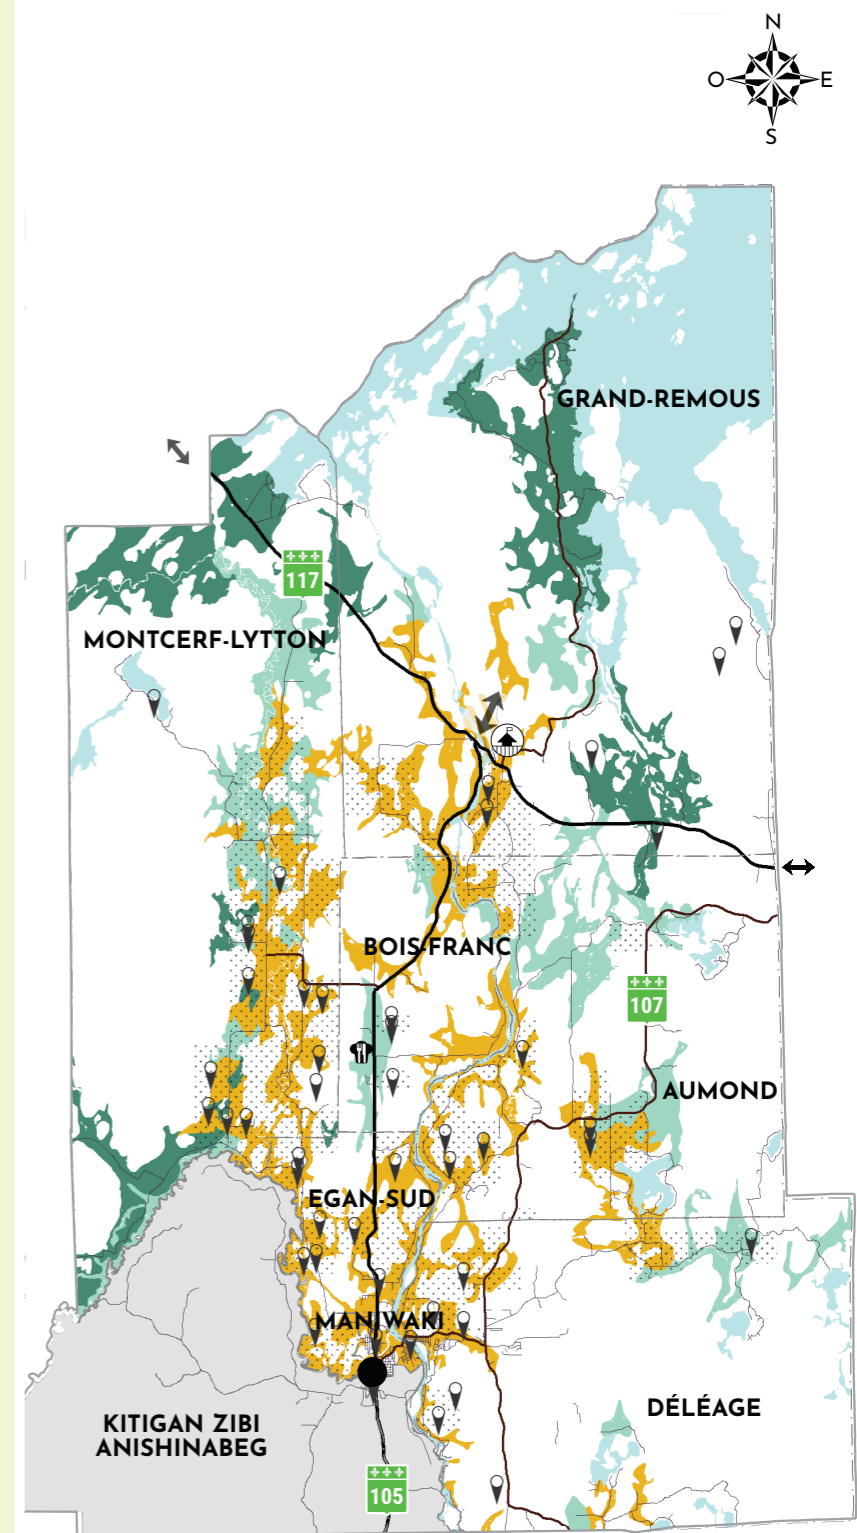 N
O
E
S
GRAND-REMOUS
117
MONTCERF-LYTTON
BOIS-FRANC
107
AUMOND
EGAN-SUD
MANIWAKI
DÉLÉAGE
KITIGAN ZIBI
ANISHINABEG
105